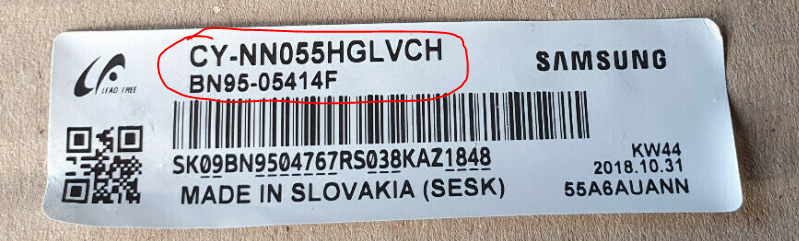 CY-NN055HGLVCH
BN95-05414F
SAMSUNG
LEAD FREE
SK09BN9504767RS038KAZ1848
KW44
2018.10.31
MADE IN SLOVAKIA (SESK)
55A6AUANN